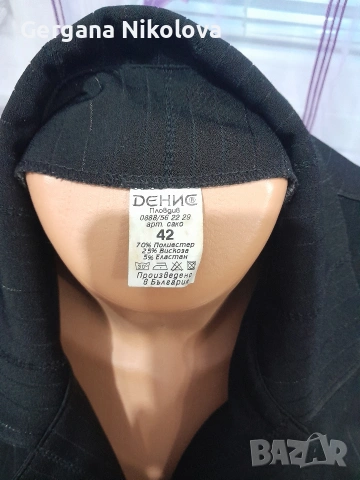 Gergana Nikolova
ДЕНИС ®
Пловдив
0888/56 22 29
арт. сако
42
70% Полиестер
25% Вискоза
5% Еластан
Произведено
в България
BAZAR